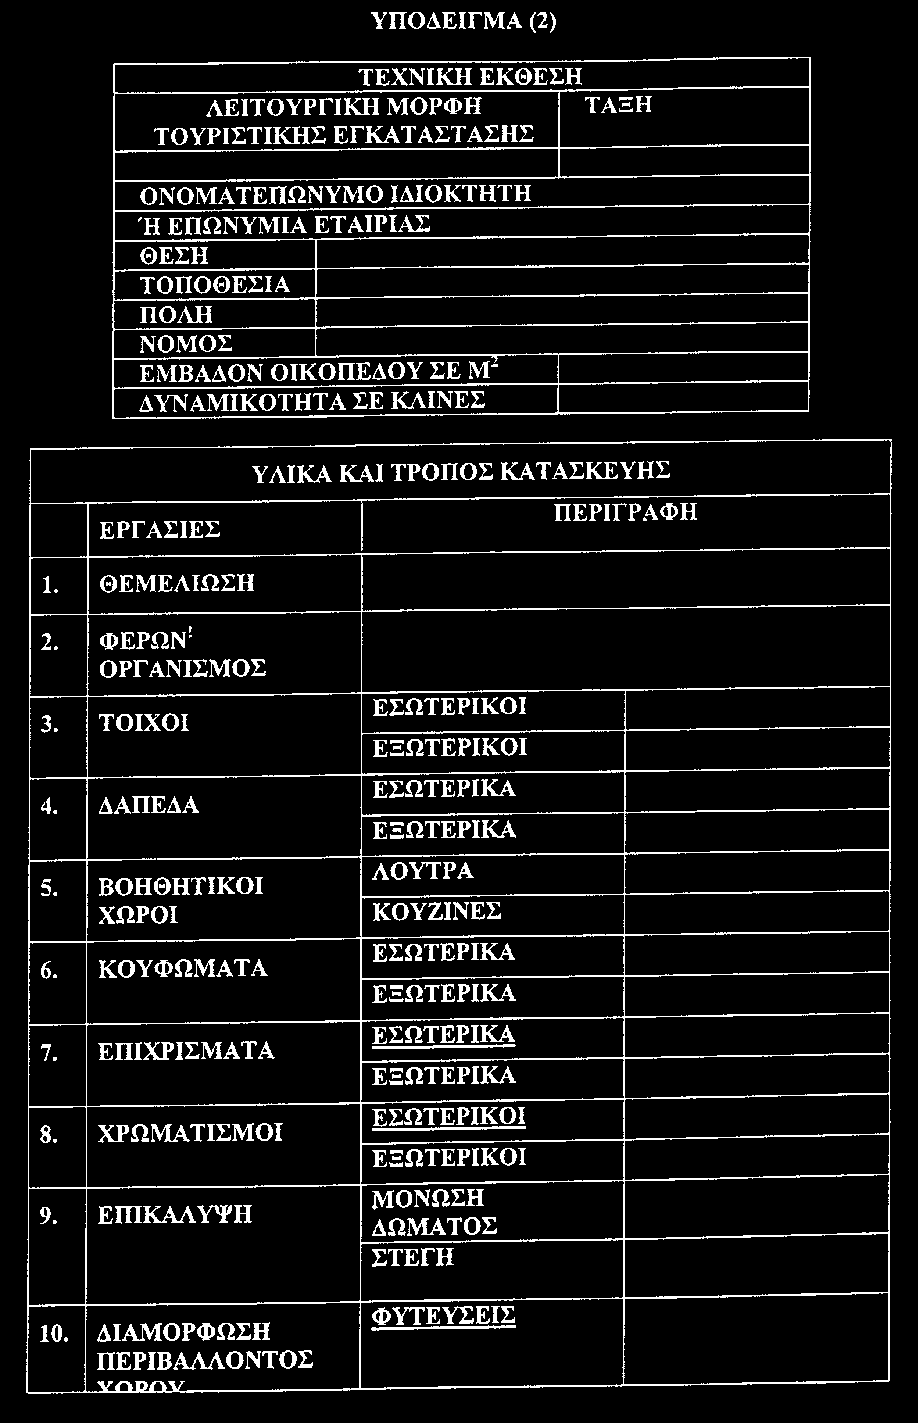 ΥΠΟΔΕΙΓΜΑ (2)
ΤΕΧΝΙΚΗ ΕΚΘΕΣΗ
ΛΕΙΤΟΥΡΓΙΚΗ ΜΟΡΦΗ ΤΑΞΗ
ΤΟΥΡΙΣΤΙΚΗΣ ΕΓΚΑΤΑΣΤΑΣΗΣ
ΟΝΟΜΑΤΕΠΩΝΥΜΟ ΙΔΙΟΚΤΗΤΗ
Ή ΕΠΩΝΥΜΙΑ ΕΤΑΙΡΙΑΣ
ΘΕΣΗ
ΤΟΠΟΘΕΣΙΑ
ΠΟΛΗ
ΝΟΜΟΣ
ΕΜΒΑΔΟΝ ΟΙΚΟΠΕΔΟΥ ΣΕ Μ²
ΔΥΝΑΜΙΚΟΤΗΤΑ ΣΕ ΚΛΙΝΕΣ
ΥΛΙΚΑ ΚΑΙ ΤΡΟΠΟΣ ΚΑΤΑΣΚΕΥΗΣ
ΕΡΓΑΣΙΕΣ ΠΕΡΙΓΡΑΦΗ
1. ΘΕΜΕΛΙΩΣΗ
2. ΦΕΡΩΝ
ΟΡΓΑΝΙΣΜΟΣ
3. ΤΟΙΧΟΙ ΕΣΩΤΕΡΙΚΟΙ
ΕΞΩΤΕΡΙΚΟΙ
4. ΔΑΠΕΔΑ ΕΣΩΤΕΡΙΚΑ
ΕΞΩΤΕΡΙΚΑ
5. ΒΟΗΘΗΤΙΚΟΙ ΛΟΥΤΡΑ
ΧΩΡΟΙ ΚΟΥΖΙΝΕΣ
6. ΚΟΥΦΩΜΑΤΑ ΕΣΩΤΕΡΙΚΑ
ΕΞΩΤΕΡΙΚΑ
7. ΕΠΙΧΡΙΣΜΑΤΑ ΕΣΩΤΕΡΙΚΑ
ΕΞΩΤΕΡΙΚΑ
8. ΧΡΩΜΑΤΙΣΜΟΙ ΕΣΩΤΕΡΙΚΟΙ
ΕΞΩΤΕΡΙΚΟΙ
9. ΕΠΙΚΑΛΥΨΗ ΜΟΝΩΣΗ
ΔΩΜΑΤΟΣ
ΣΤΕΓΗ
10. ΔΙΑΜΟΡΦΩΣΗ ΦΥΤΕΥΣΕΙΣ
ΠΕΡΙΒΑΛΛΟΝΤΟΣ